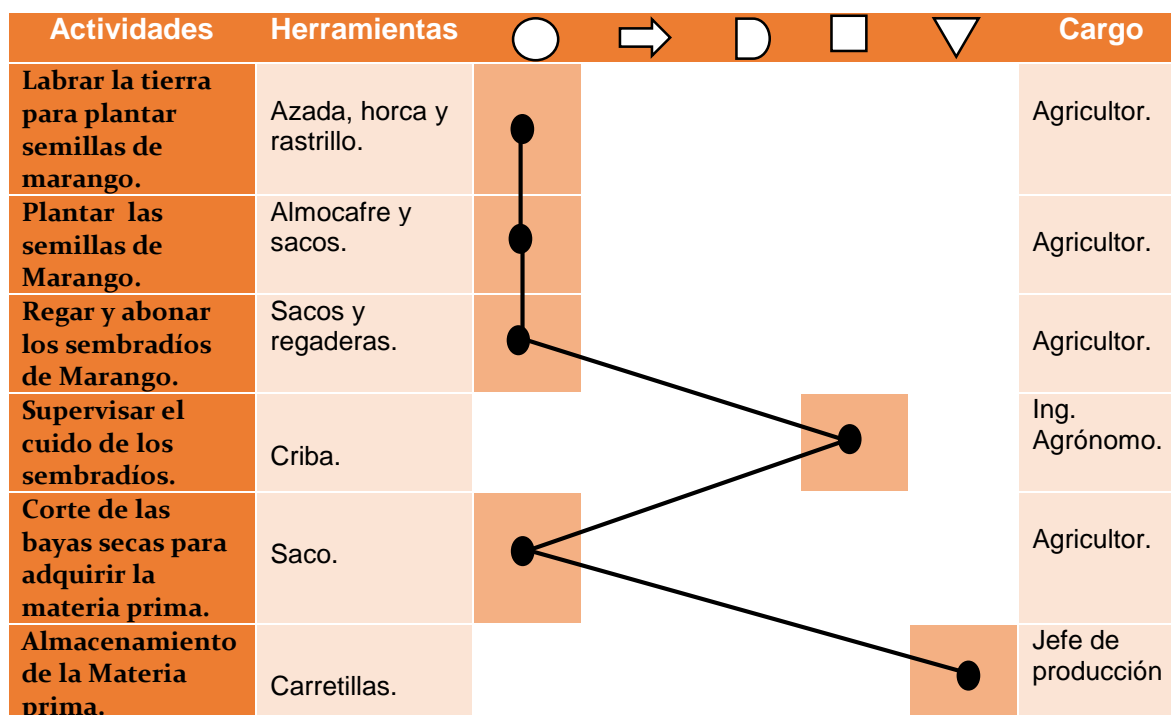 Actividades Herramientas Cargo
Labrar la tierra
para plantar
semillas de
marango.
Azada, horca y
rastrillo.
Agricultor.
Plantar las
semillas de
Marango.
Almocafre y
sacos.
Agricultor.
Regar y abonar
los sembradíos
de Marango.
Sacos y
regaderas.
Agricultor.
Supervisar el
cuido de los
sembradíos.
Criba.
Ing.
Agrónomo.
Corte de las
bayas secas para
adquirir la
materia prima.
Saco.
Agricultor.
Almacenamiento
de la Materia
prima.
Carretillas.
Jefe de
producción